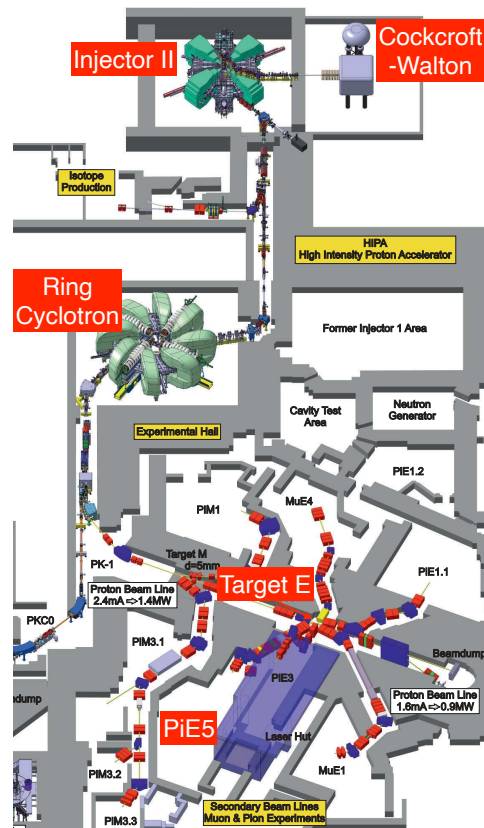 Injector II
Cockcroft
-Walton
Isotope
Production
HIPA
High Intensity Proton Accelerator
Ring
Cyclotron
Former Injector 1 Area
Cavity Test
Area
Neutron
Generator
Experimental Hall
PIE1.2
MuE4
PIM1
PK-1
Target M
d=5mm
Target E
PIE1.1
Proton Beam Line
2.4mA =>1.4MW
PKC0
PIM3.1
Beamdump
PIE3
ndump
Proton Beam Line
1.6mA =>0.9MW
PiE5
Laser Hut
PIM3.2
MuE1
PIM3.3
Secondary Beam Lines
Muon & Pion Experiments